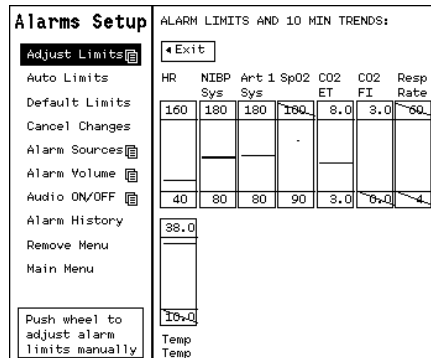 Alarms Setup
Adjust Limits
Auto Limits
Default Limits
Cancel Changes
Alarm Sources
Alarm Volume
Audio ON/OFF
Alarm History
Remove Menu
Main Menu
Push wheel to
adjust alarm
limits manually
ALARM LIMITS AND 10 MIN TRENDS:
Exit
HR NIBP Art 1 SpO2 CO2 CO2 Resp
Sys Sys ET FI Rate
160 180 180 100 8.0 3.0 60
40 80 80 90 3.0 0.0 4
38.0
10.0
Temp
Temp